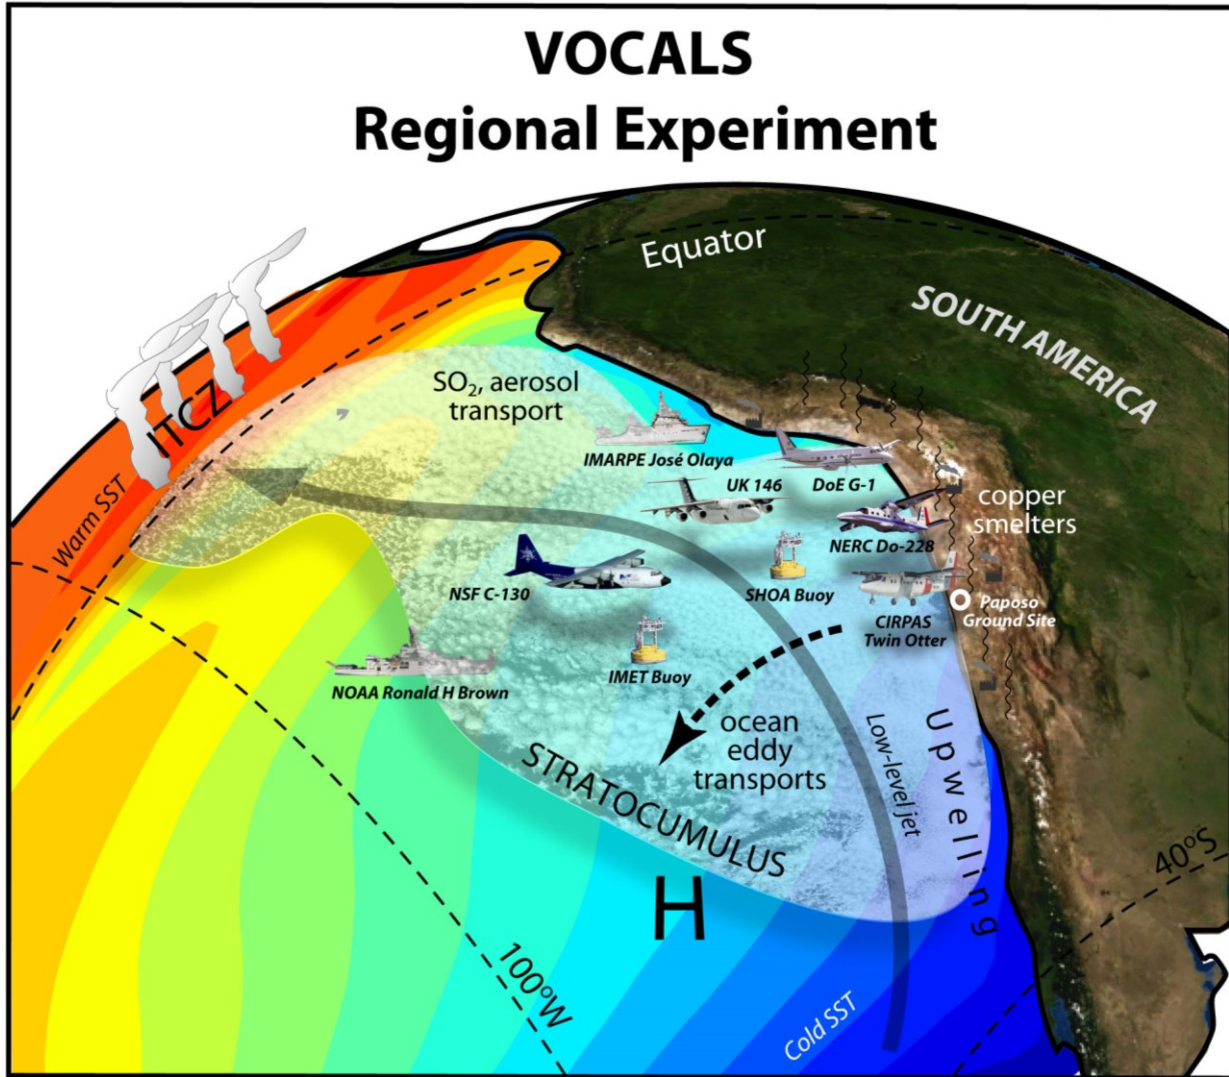 VOCALS
Regional Experiment
Equator
SOUTH AMERICA
ITCZ
Warm SST
SO₂, aerosol
transport
IMARPE José Olaya
UK 146
DoE G-1
copper
smelters
NERC Do-228
NSF C-130
SHOA Buoy
CIRPAS
Twin Otter
Paposo
Ground Site
NOAA Ronald H Brown
IMET Buoy
ocean
eddy
transports
Low-level jet
Upwelling
STRATOCUMULUS
H
40°S
100°W
Cold SST